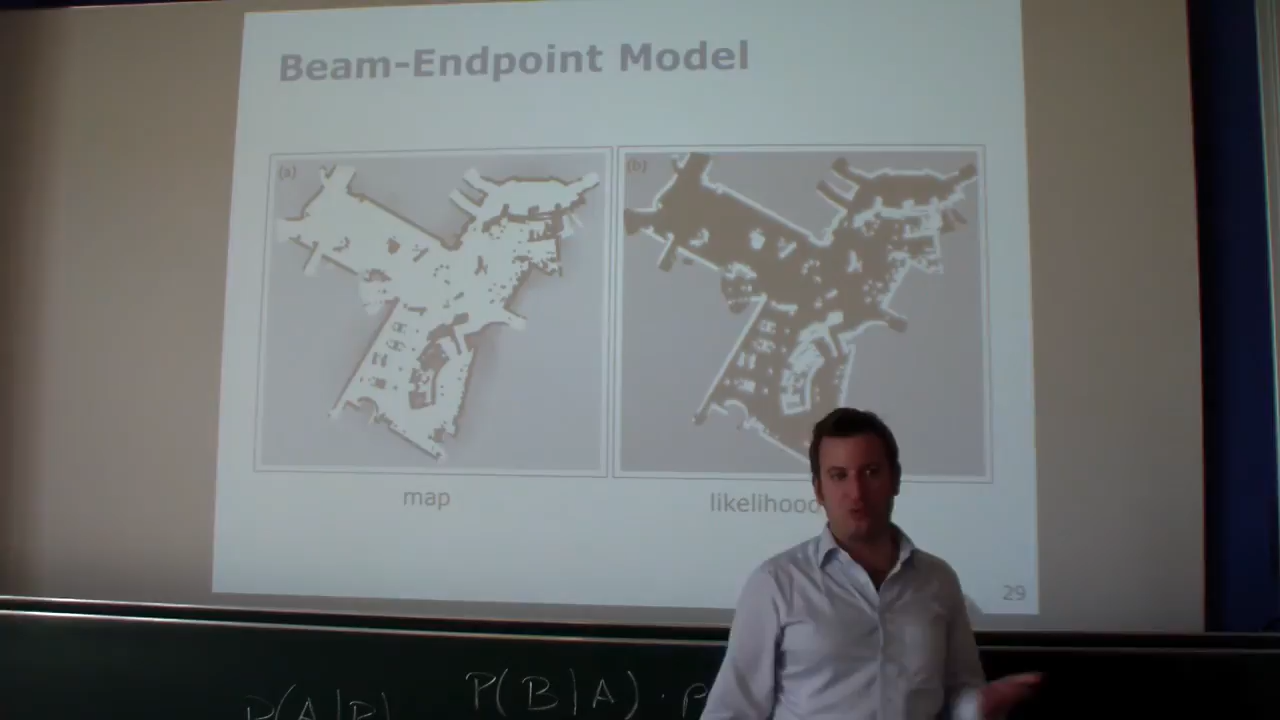 Beam-Endpoint Model
(a)
(b)
map
likelihood
29
P(A|B) P(B|A) · P